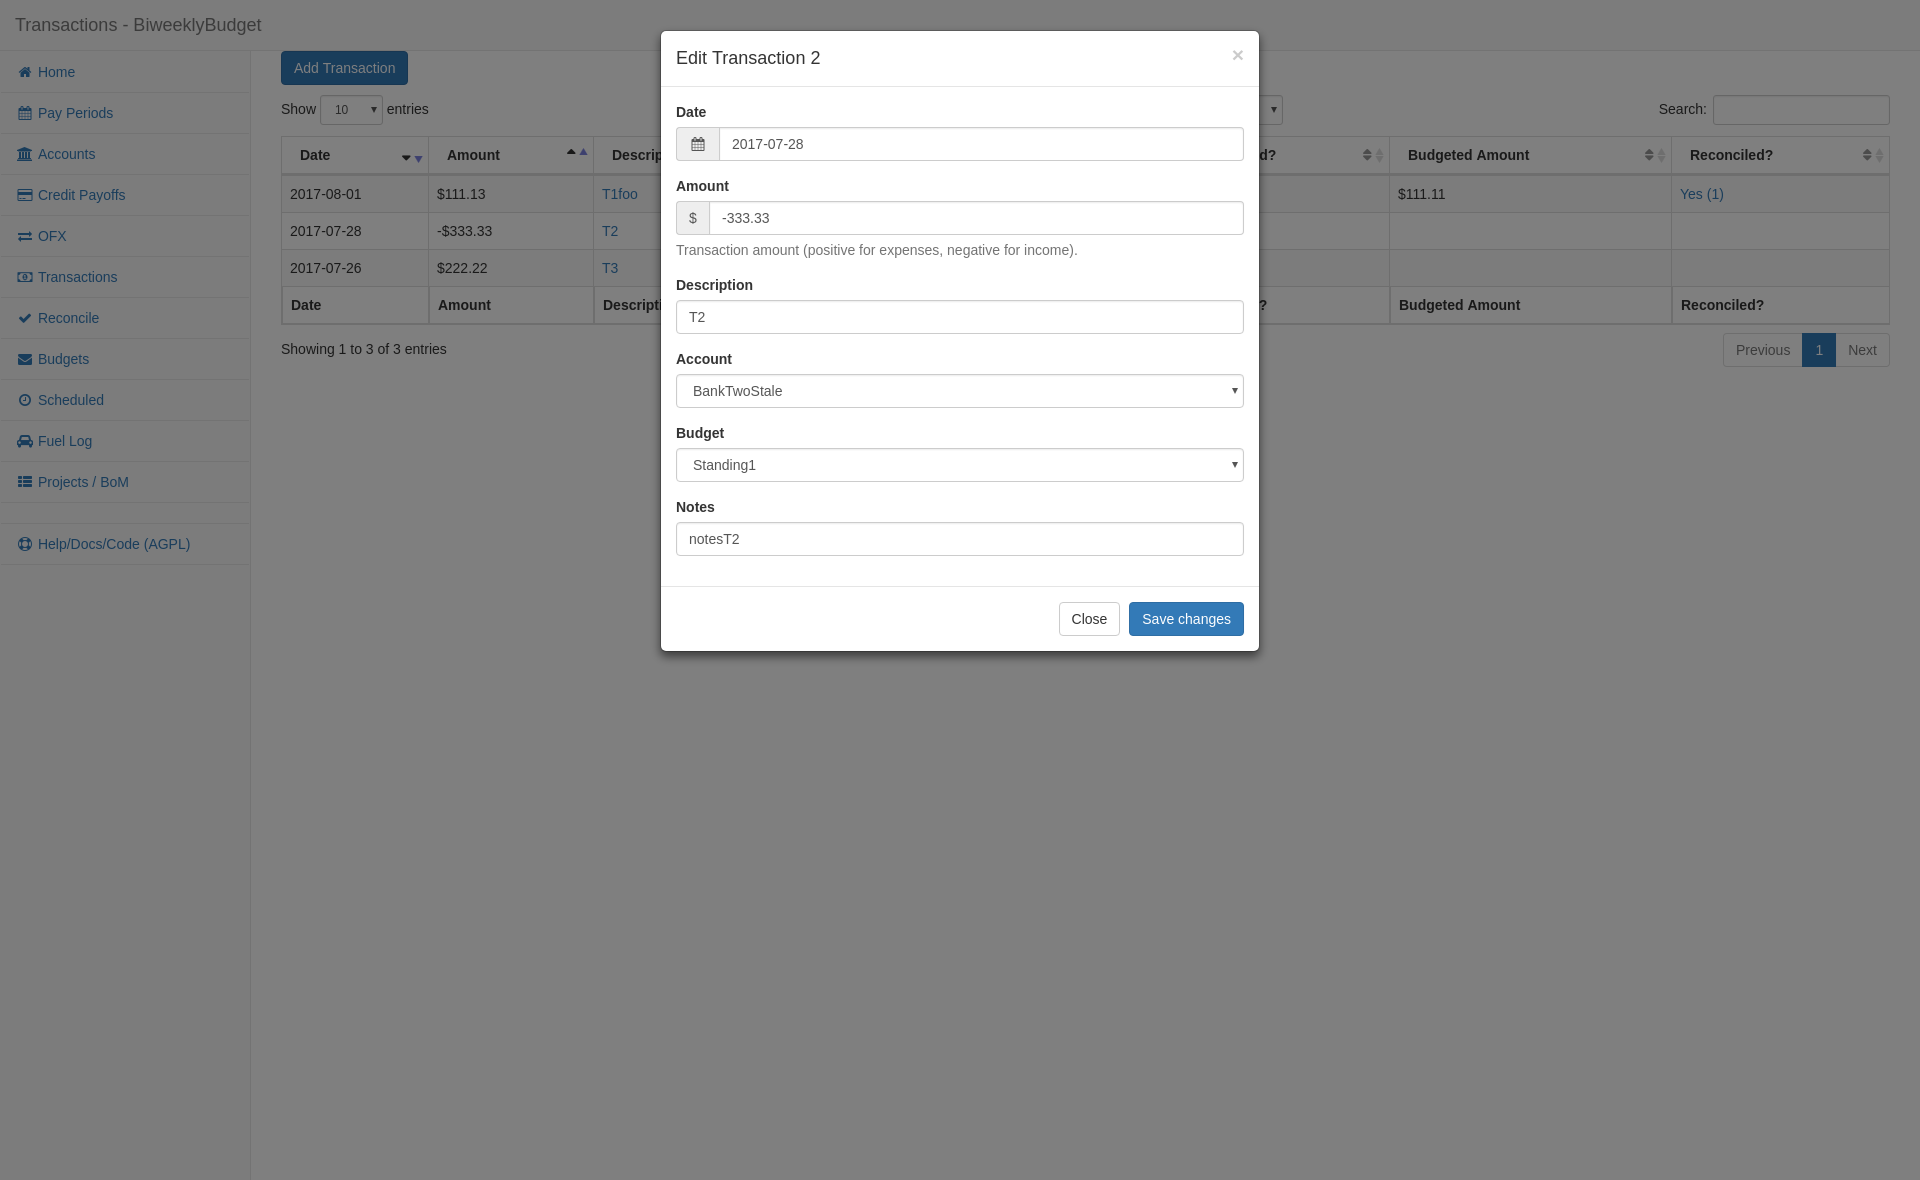 Transactions - BiweeklyBudget
Home
Pay Periods
Accounts
Credit Payoffs
OFX
Transactions
Reconcile
Budgets
Scheduled
Fuel Log
Projects / BoM
Help/Docs/Code (AGPL)
Add Transaction
Show 10 entries
Search:
Date Amount Descrip d? Budgeted Amount Reconciled?
2017-08-01 $111.13 T1foo $111.11 Yes (1)
2017-07-28 -$333.33 T2
2017-07-26 $222.22 T3
Date Amount Descripti ? Budgeted Amount Reconciled?
Showing 1 to 3 of 3 entries
Previous 1 Next
Edit Transaction 2 ×
Date
2017-07-28
Amount
$ -333.33
Transaction amount (positive for expenses, negative for income).
Description
T2
Account
BankTwoStale
Budget
Standing1
Notes
notesT2
Close Save changes